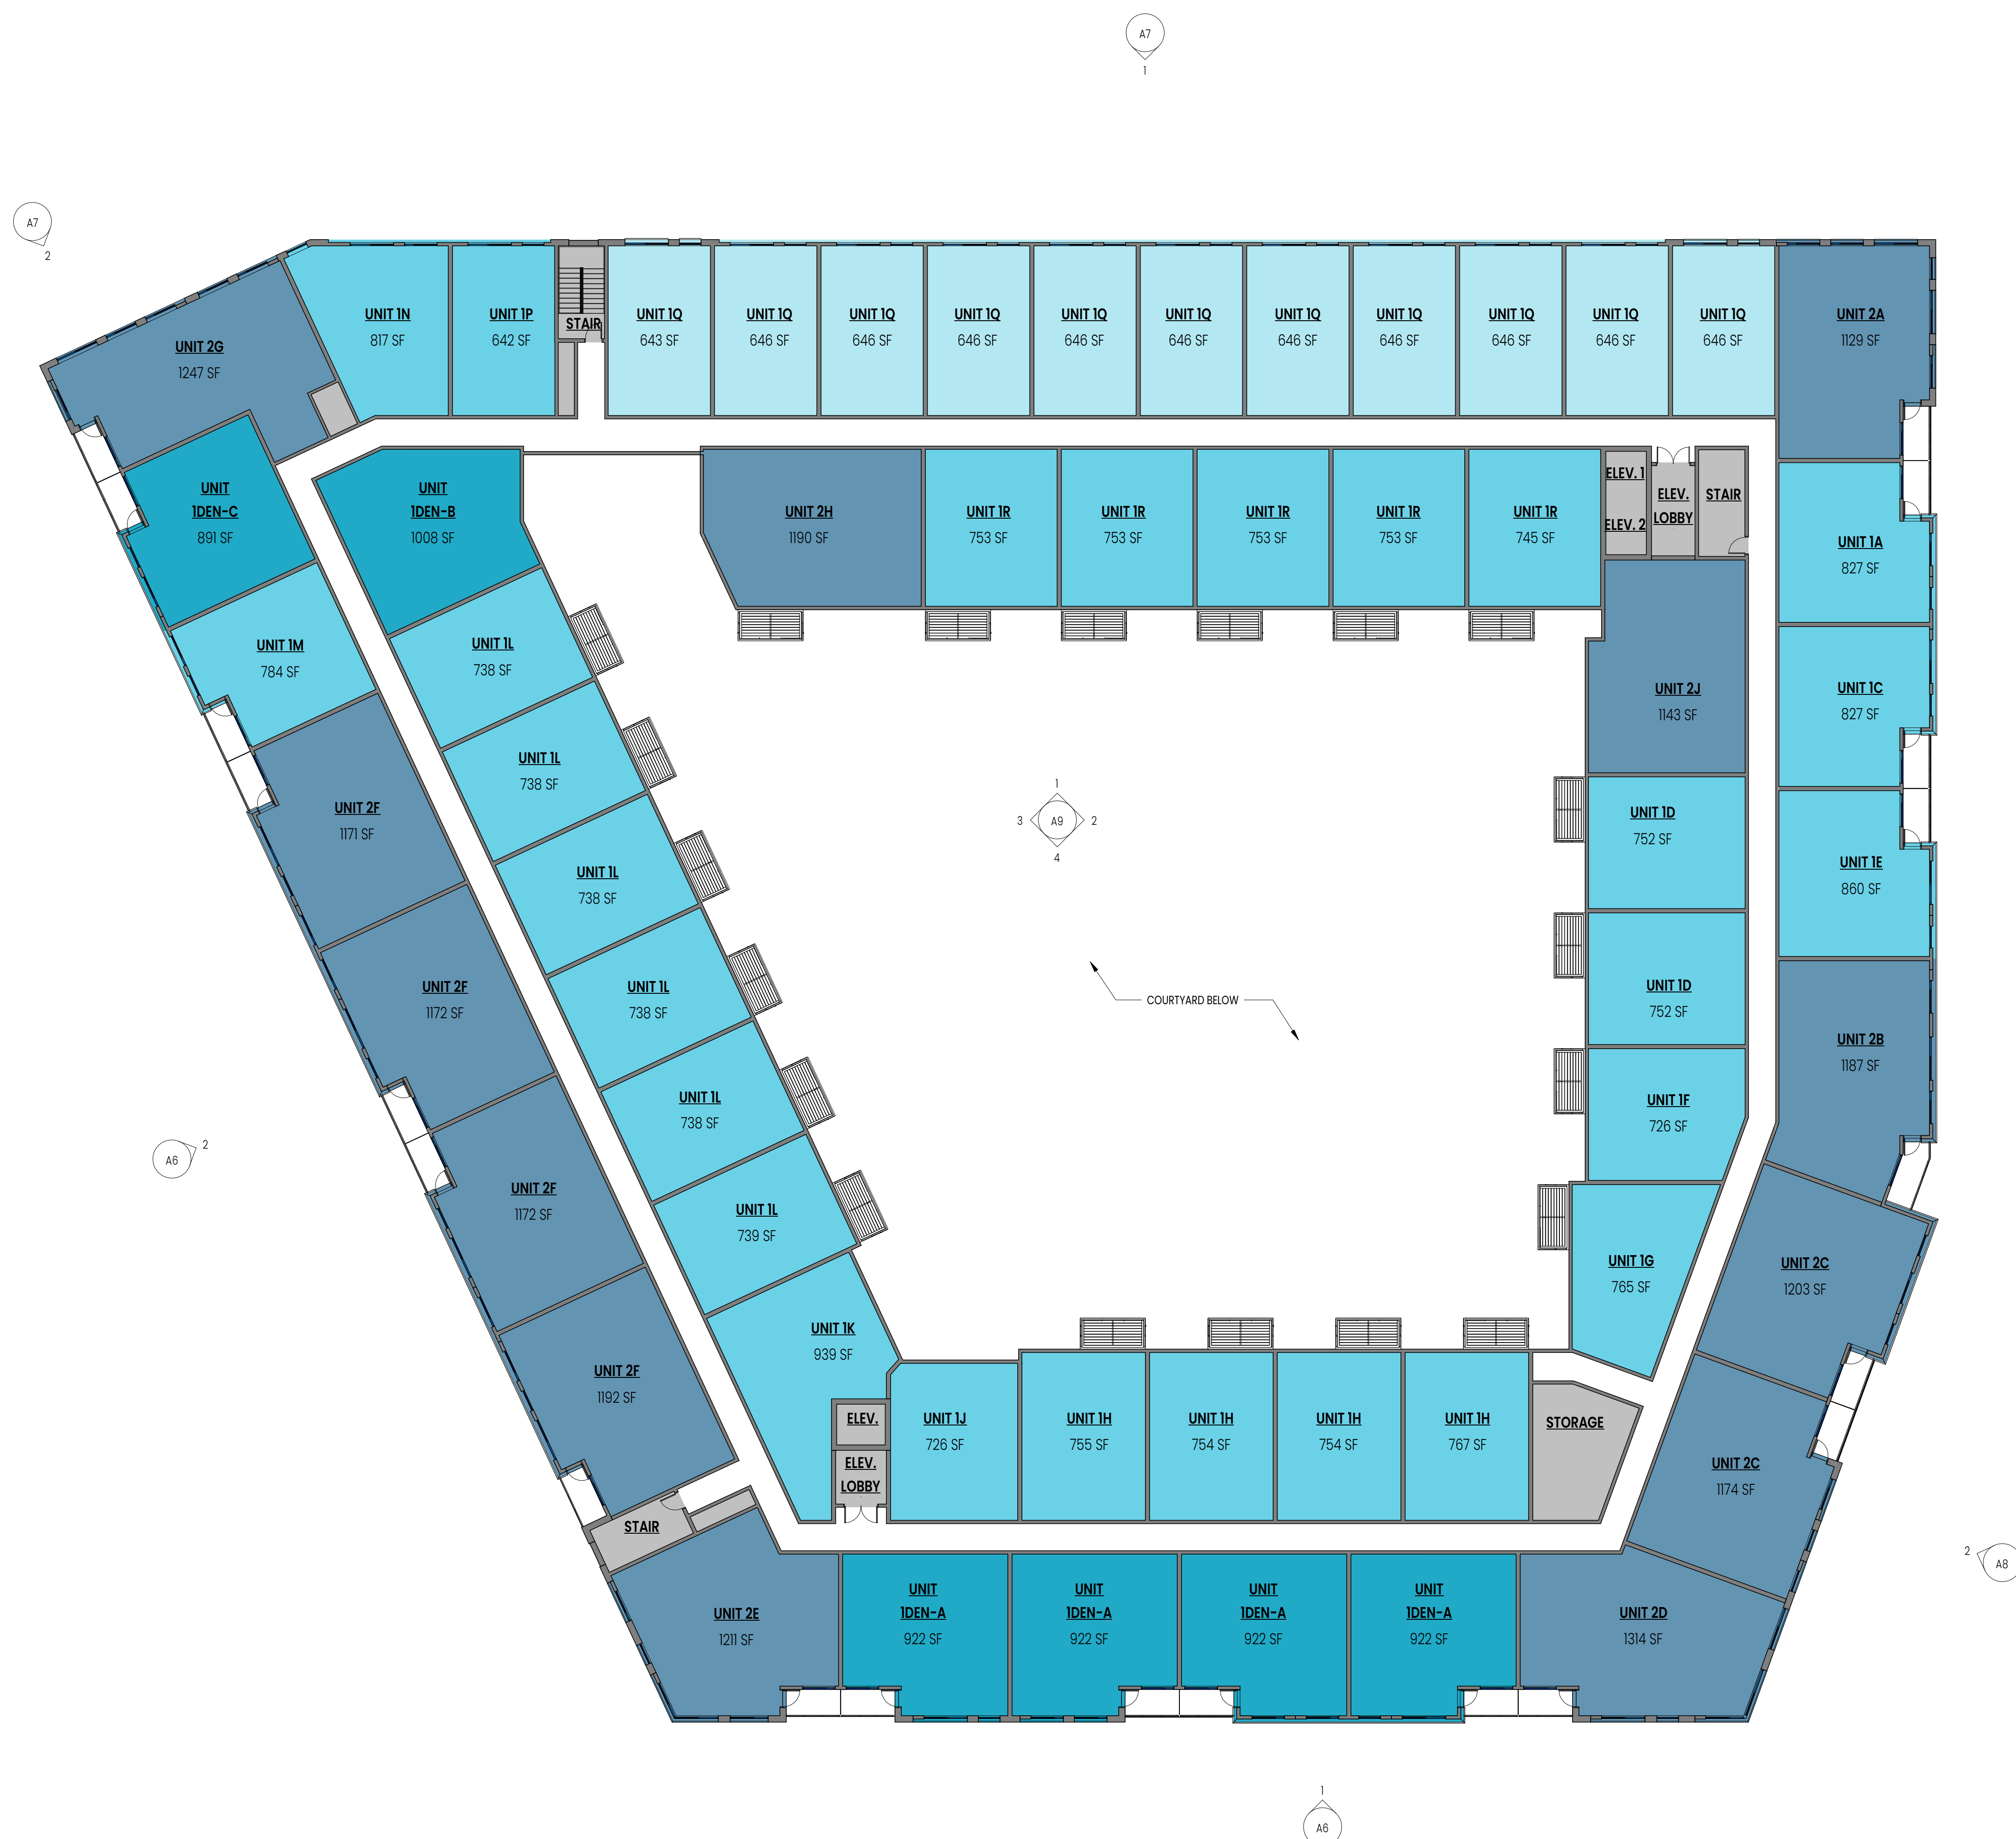 A7
1
A7
2
UNIT 2G
1247 SF
UNIT 1N
817 SF
UNIT 1P
642 SF
STAIR
UNIT 1Q
643 SF
UNIT 1Q
646 SF
UNIT 1Q
646 SF
UNIT 1Q
646 SF
UNIT 1Q
646 SF
UNIT 1Q
646 SF
UNIT 1Q
646 SF
UNIT 1Q
646 SF
UNIT 1Q
646 SF
UNIT 1Q
646 SF
UNIT 1Q
646 SF
UNIT 2A
1129 SF
UNIT
1DEN-C
891 SF
UNIT
1DEN-B
1008 SF
UNIT 2H
1190 SF
UNIT 1R
753 SF
UNIT 1R
753 SF
UNIT 1R
753 SF
UNIT 1R
753 SF
UNIT 1R
745 SF
ELEV. 1
ELEV. 2
ELEV.
LOBBY
STAIR
UNIT 1A
827 SF
UNIT 1M
784 SF
UNIT 1L
738 SF
UNIT 2J
1143 SF
UNIT 1C
827 SF
UNIT 2F
1171 SF
UNIT 1L
738 SF
1
3
A9
2
4
UNIT 1D
752 SF
UNIT 1E
860 SF
UNIT 1L
738 SF
UNIT 2F
1172 SF
UNIT 1L
738 SF
COURTYARD BELOW
UNIT 1D
752 SF
UNIT 2B
1187 SF
A6
2
UNIT 1L
738 SF
UNIT 1F
726 SF
UNIT 2F
1172 SF
UNIT 1L
739 SF
UNIT 1G
765 SF
UNIT 2C
1203 SF
UNIT 2F
1192 SF
UNIT 1K
939 SF
ELEV.
ELEV.
LOBBY
UNIT 1J
726 SF
UNIT 1H
755 SF
UNIT 1H
754 SF
UNIT 1H
754 SF
UNIT 1H
767 SF
STORAGE
UNIT 2C
1174 SF
STAIR
2
A8
UNIT 2E
1211 SF
UNIT
1DEN-A
922 SF
UNIT
1DEN-A
922 SF
UNIT
1DEN-A
922 SF
UNIT
1DEN-A
922 SF
UNIT 2D
1314 SF
1
A6